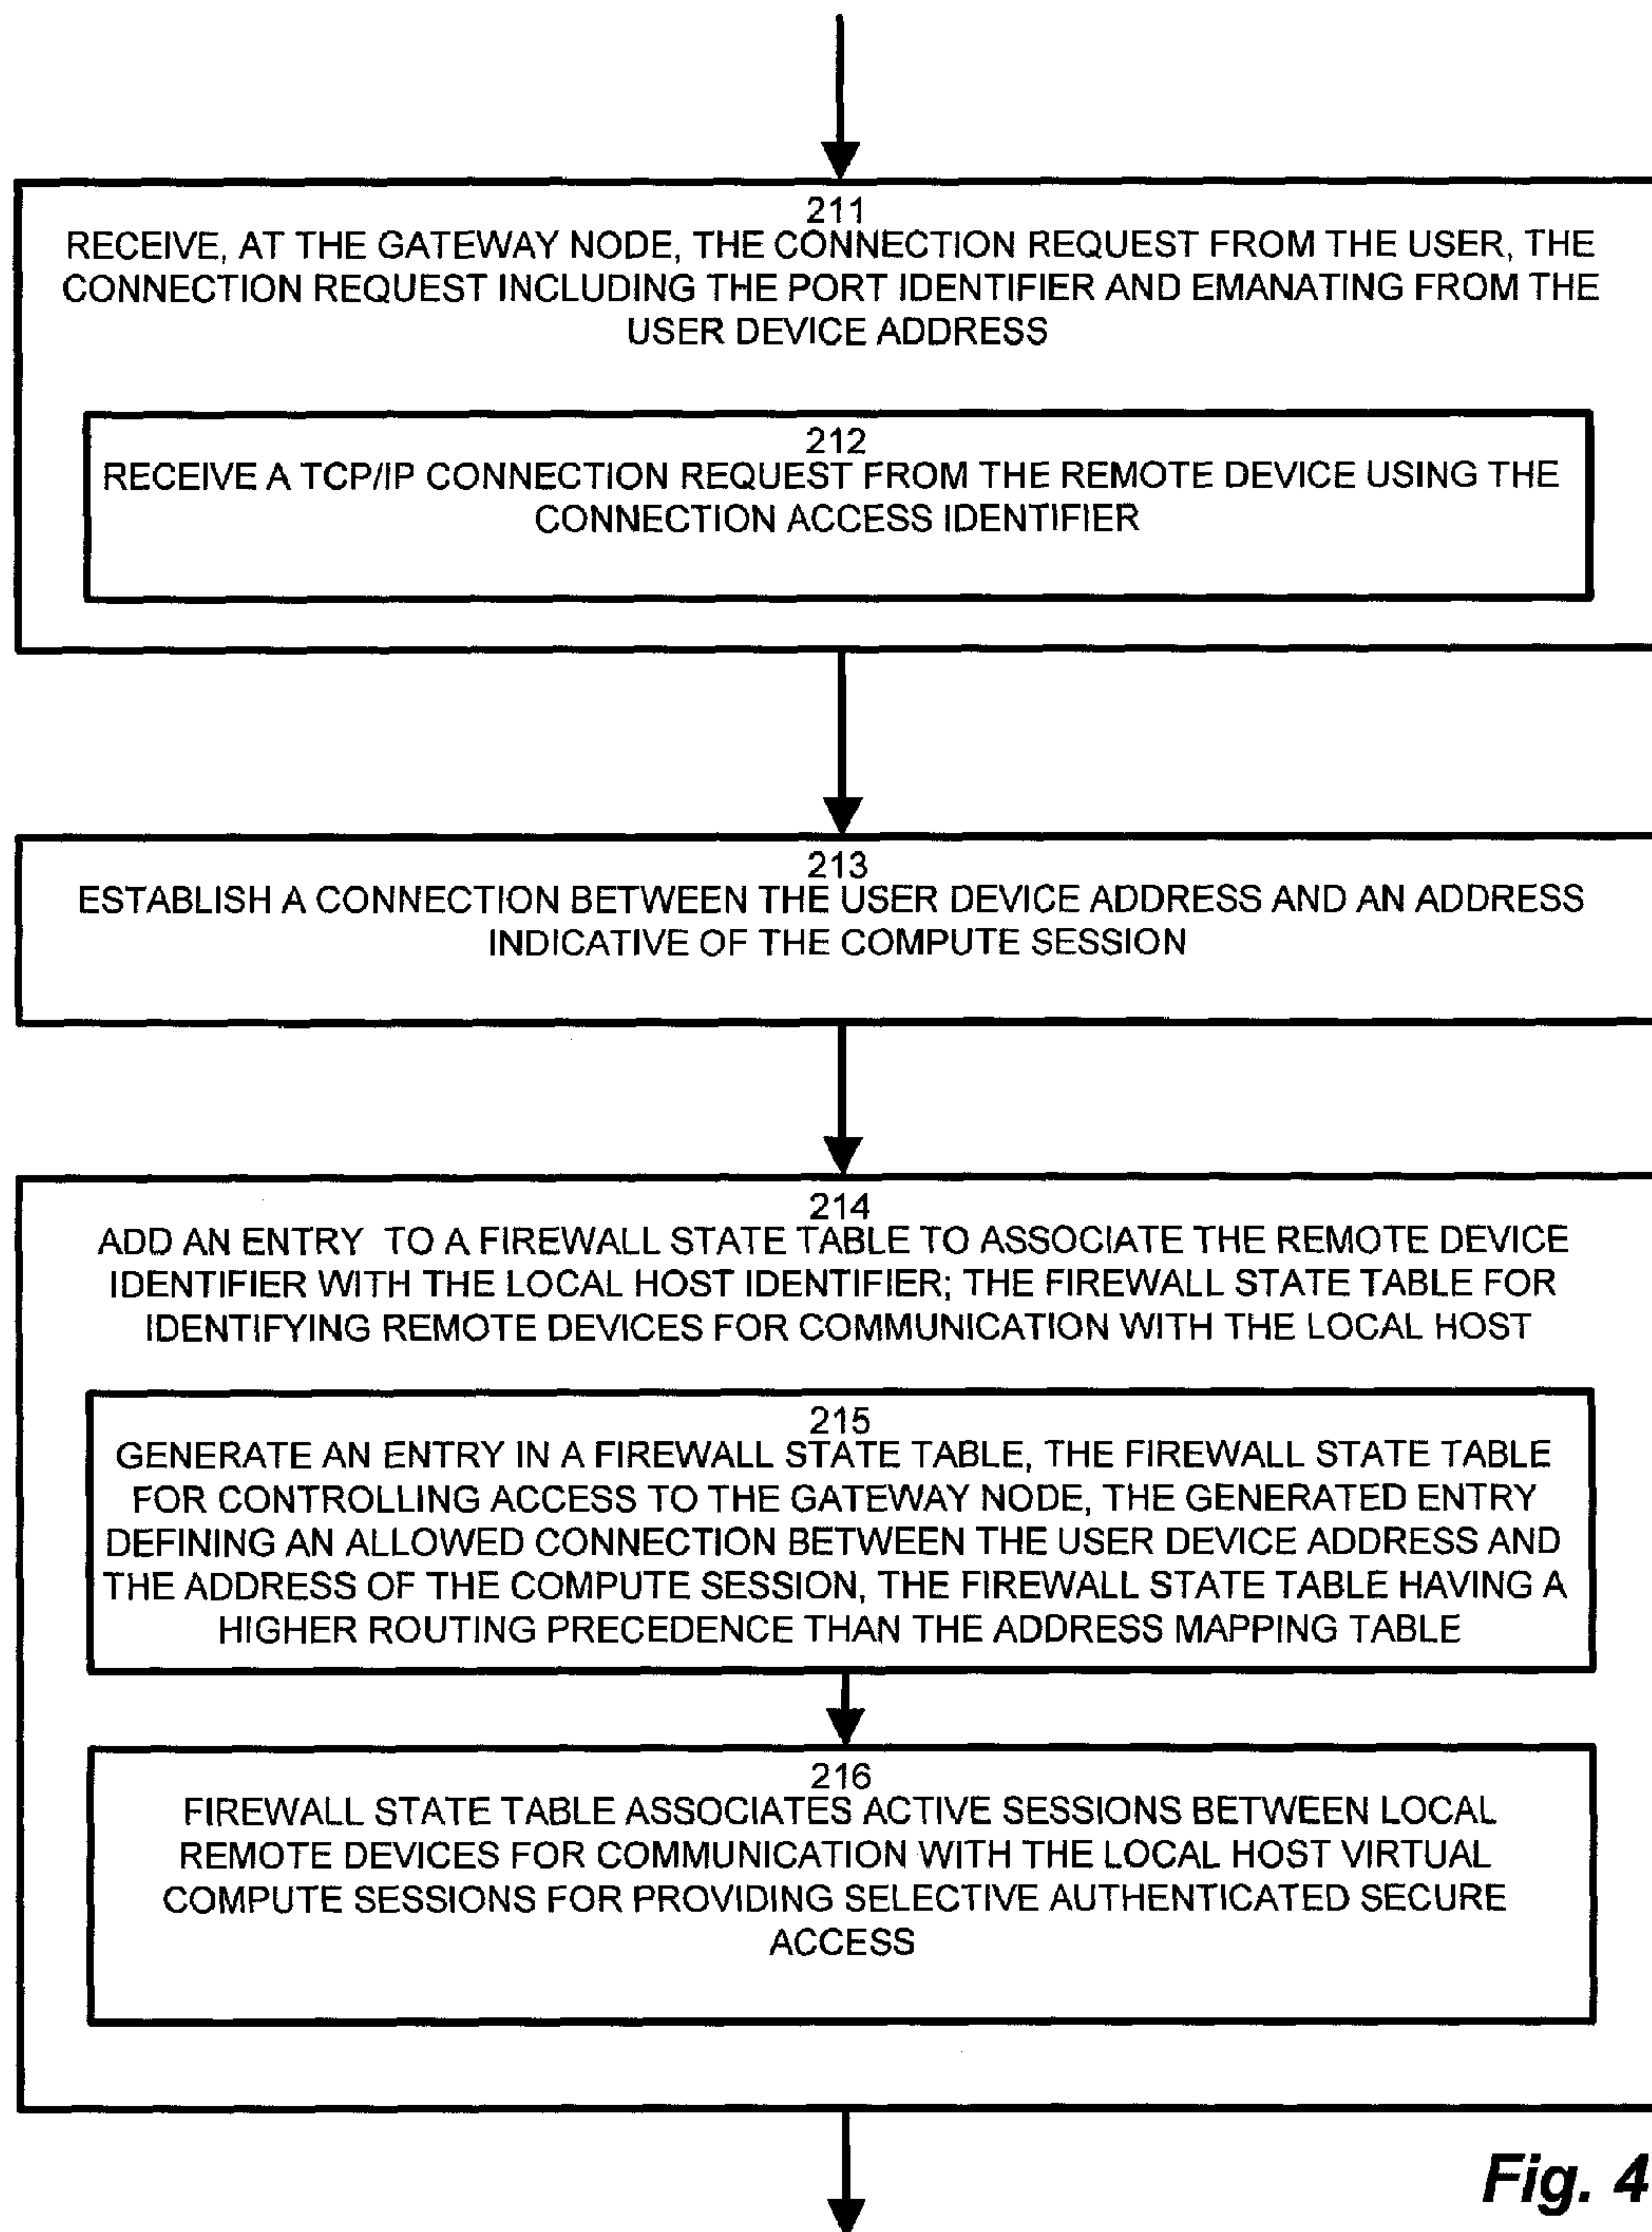 211
RECEIVE, AT THE GATEWAY NODE, THE CONNECTION REQUEST FROM THE USER, THE
CONNECTION REQUEST INCLUDING THE PORT IDENTIFIER AND EMANATING FROM THE
USER DEVICE ADDRESS
212
RECEIVE A TCP/IP CONNECTION REQUEST FROM THE REMOTE DEVICE USING THE
CONNECTION ACCESS IDENTIFIER
213
ESTABLISH A CONNECTION BETWEEN THE USER DEVICE ADDRESS AND AN ADDRESS
INDICATIVE OF THE COMPUTE SESSION
214
ADD AN ENTRY TO A FIREWALL STATE TABLE TO ASSOCIATE THE REMOTE DEVICE
IDENTIFIER WITH THE LOCAL HOST IDENTIFIER; THE FIREWALL STATE TABLE FOR
IDENTIFYING REMOTE DEVICES FOR COMMUNICATION WITH THE LOCAL HOST
215
GENERATE AN ENTRY IN A FIREWALL STATE TABLE, THE FIREWALL STATE TABLE
FOR CONTROLLING ACCESS TO THE GATEWAY NODE, THE GENERATED ENTRY
DEFINING AN ALLOWED CONNECTION BETWEEN THE USER DEVICE ADDRESS AND
THE ADDRESS OF THE COMPUTE SESSION, THE FIREWALL STATE TABLE HAVING A
HIGHER ROUTING PRECEDENCE THAN THE ADDRESS MAPPING TABLE
216
FIREWALL STATE TABLE ASSOCIATES ACTIVE SESSIONS BETWEEN LOCAL
REMOTE DEVICES FOR COMMUNICATION WITH THE LOCAL HOST VIRTUAL
COMPUTE SESSIONS FOR PROVIDING SELECTIVE AUTHENTICATED SECURE
ACCESS
Fig. 4